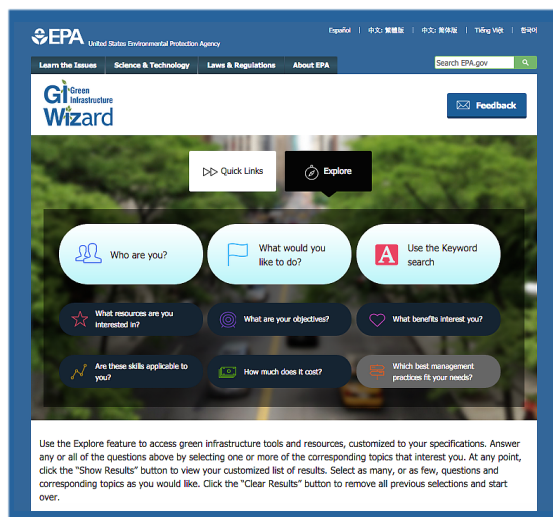 EPA United States Environmental Protection Agency
Español | 中文: 繁體版 | 中文: 简体版 | Tiếng Việt | 한국어
Learn the Issues Science & Technology Laws & Regulations About EPA
Search EPA.gov
Gi Green
Infrastructure
Wizard
Feedback
Quick Links Explore
Who are you?
What would you
like to do?
Use the Keyword
search
What resources are you
interested in?
What are your objectives?
What benefits interest you?
Are these skills applicable to
you?
How much does it cost?
Which best management
practices fit your needs?
Use the Explore feature to access green infrastructure tools and resources, customized to your specifications. Answer
any or all of the questions above by selecting one or more of the corresponding topics that interest you. At any point,
click the "Show Results" button to view your customized list of results. Select as many, or as few, questions and
corresponding topics as you would like. Click the "Clear Results" button to remove all previous selections and start
over.